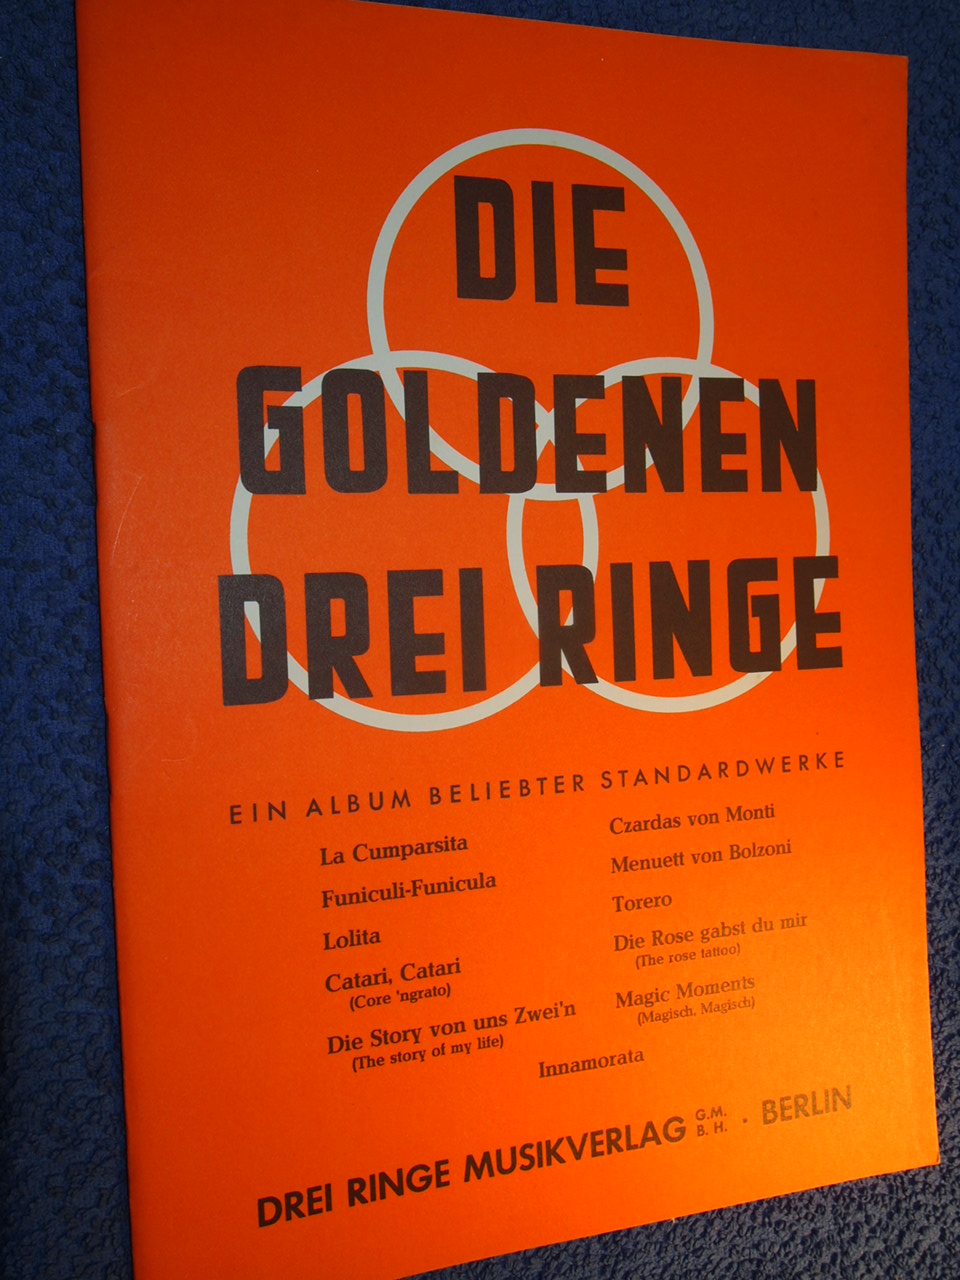 DIE
GOLDENEN
DREI RINGE
EIN ALBUM BELIEBTER STANDARDWERKE
La Cumparsita
Funiculi-Funicula
Lolita
Catari, Catari
(Core 'ngrato)
Die Story von uns Zwei'n
(The story of my life)
Czardas von Monti
Menuett von Bolzoni
Torero
Die Rose gabst du mir
(The rose tattoo)
Magic Moments
(Magisch, Magisch)
Innamorata
DREI RINGE MUSIKVERLAG G.M.B.H. · BERLIN